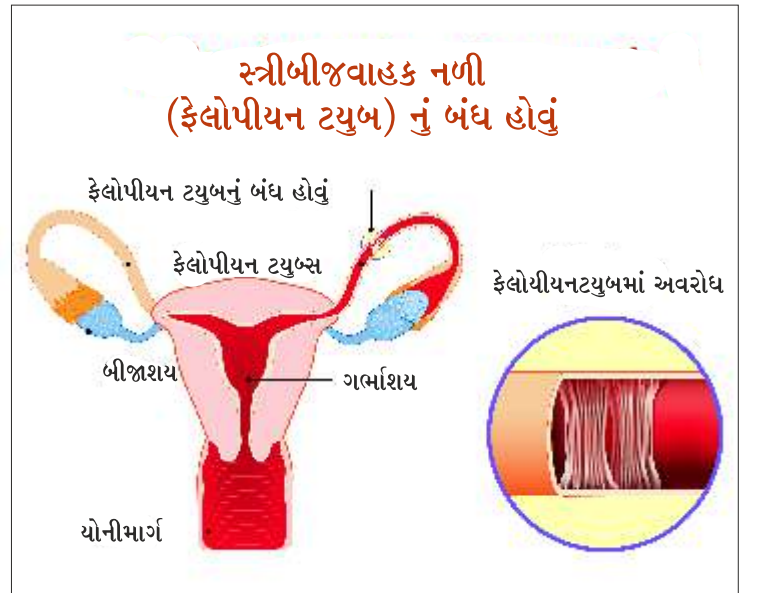 સ્ત્રીબીજવાહક નળી
(ફેલોપીયન ટયુબ) નું બંધ હોવું
ફેલોપીયન ટયુબનું બંધ હોવું
ફેલોપીયન ટયુબ્સ
ફેલોયીયનટયુબમાં અવરોધ
બીજાશય
ગર્ભાશય
યોનીમાર્ગ